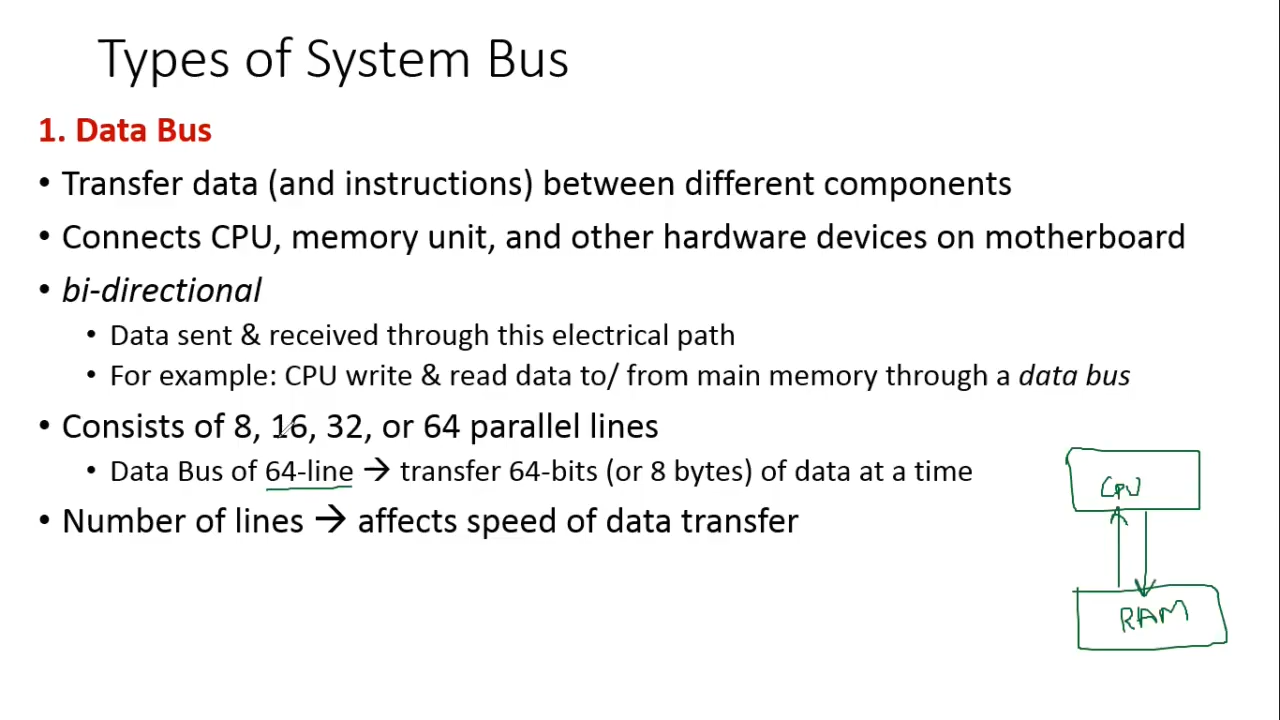 Types of System Bus
1. Data Bus
• Transfer data (and instructions) between different components
• Connects CPU, memory unit, and other hardware devices on motherboard
• bi-directional
• Data sent & received through this electrical path
• For example: CPU write & read data to/ from main memory through a data bus
• Consists of 8, 16, 32, or 64 parallel lines
• Data Bus of 64-line → transfer 64-bits (or 8 bytes) of data at a time
• Number of lines → affects speed of data transfer
CPU
RAM